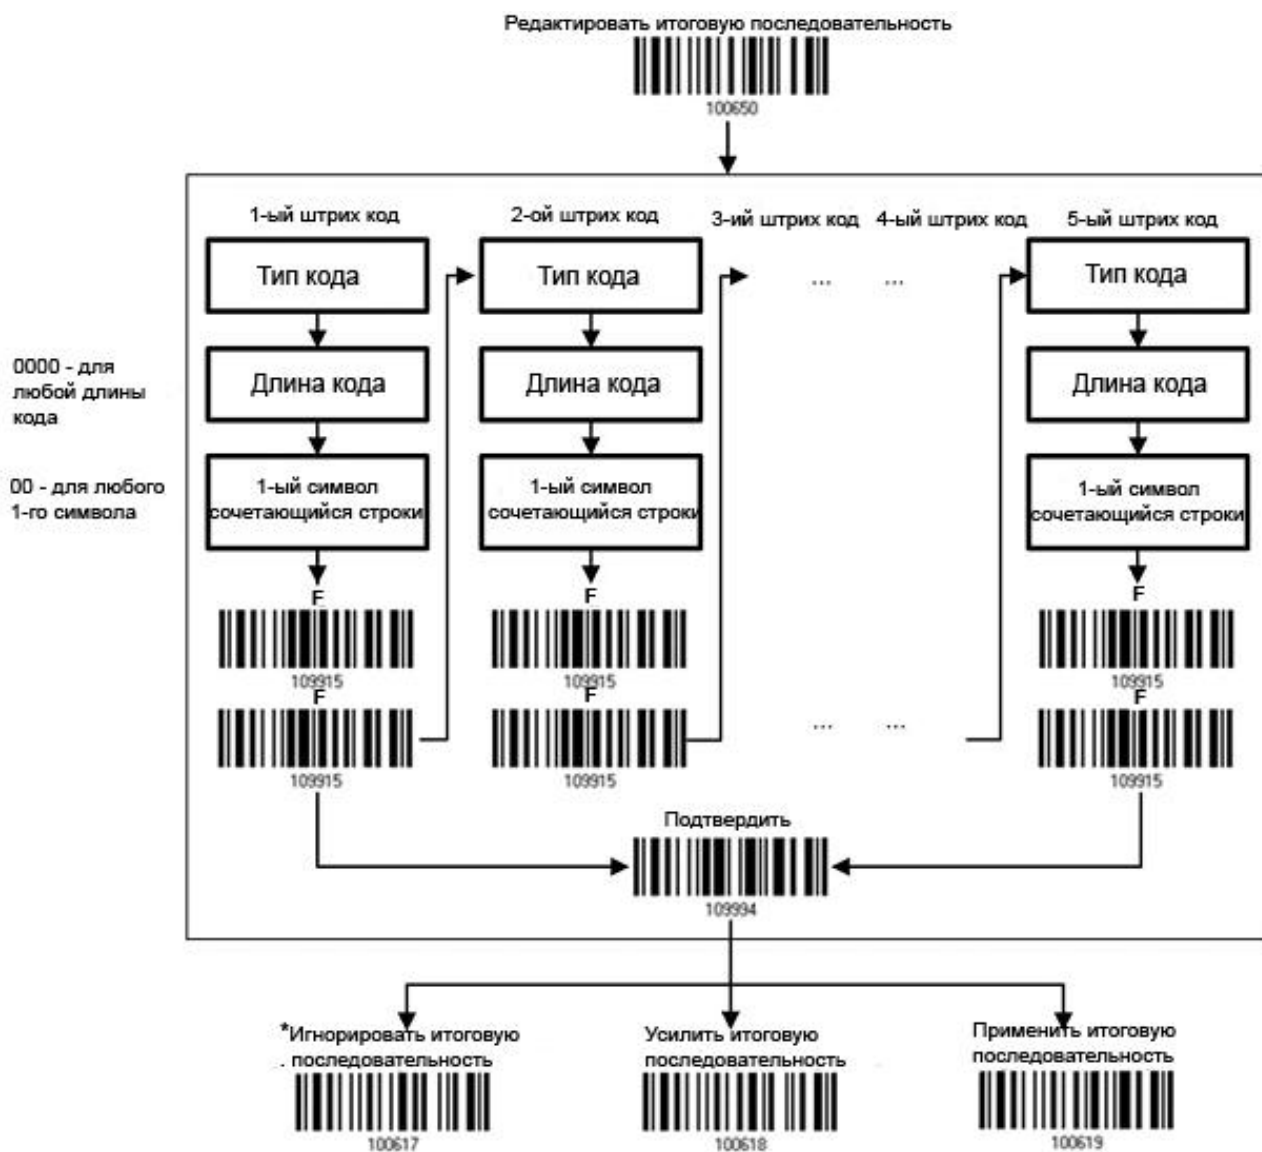 Редактировать итоговую последовательность
100650
1-ый штрих код
2-ой штрих код
3-ий штрих код
4-ый штрих код
5-ый штрих код
Тип кода
Тип кода
... ...
Тип кода
0000 - для
любой длины
кода
Длина кода
Длина кода
Длина кода
00 - для любого
1-го символа
1-ый символ
сочетающийся строки
1-ый символ
сочетающийся строки
1-ый символ
сочетающийся строки
F
F
F
109915
109915
109915
F
F
F
... ...
109915
109915
109915
Подтвердить
109994
*Игнорировать итоговую
. последовательность
100617
Усилить итоговую
последовательность
100618
Применить итоговую
последовательность
100619